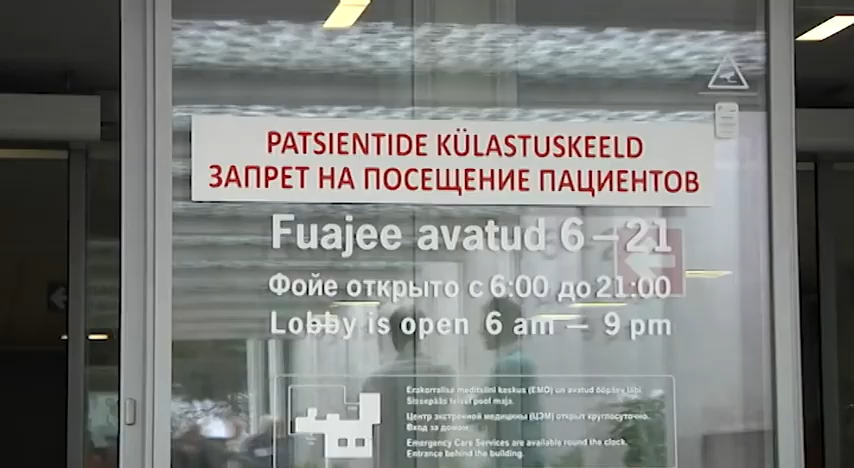 PATSIENTIDE KÜLASTUSKEELD
ЗАПРЕТ НА ПОСЕЩЕНИЕ ПАЦИЕНТОВ
Fuajee avatud 6–21
Фойе открыто с 6:00 до 21:00
Lobby is open 6 am – 9 pm
Erakorralise meditsiini keskus (EMO) on avatud ööpäev läbi.
Sissepääs teisel pool maja.
Центр экстренной медицины (ЦЭМ) открыт круглосуточно.
Вход за домом.
Emergency Care Services are available round the clock.
Entrance behind the building.